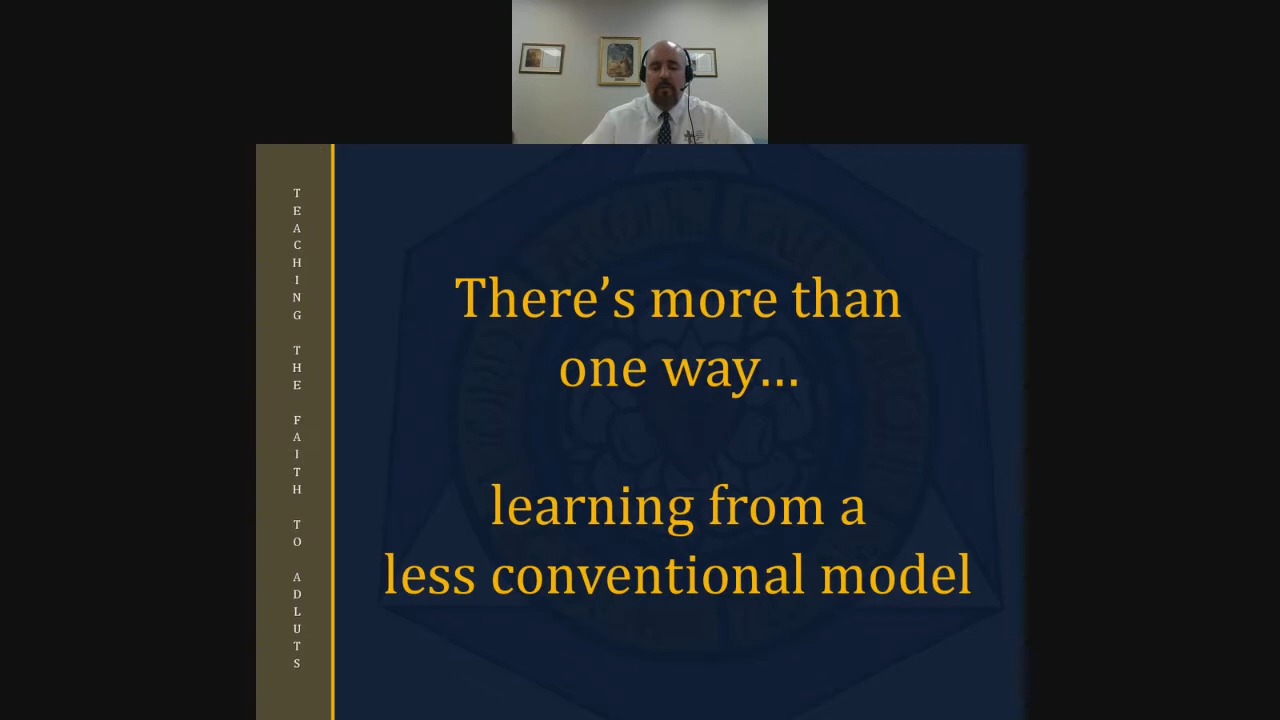 TEACHING THE FAITH TO ADLUTS
There’s more than
one way...
learning from a
less conventional model